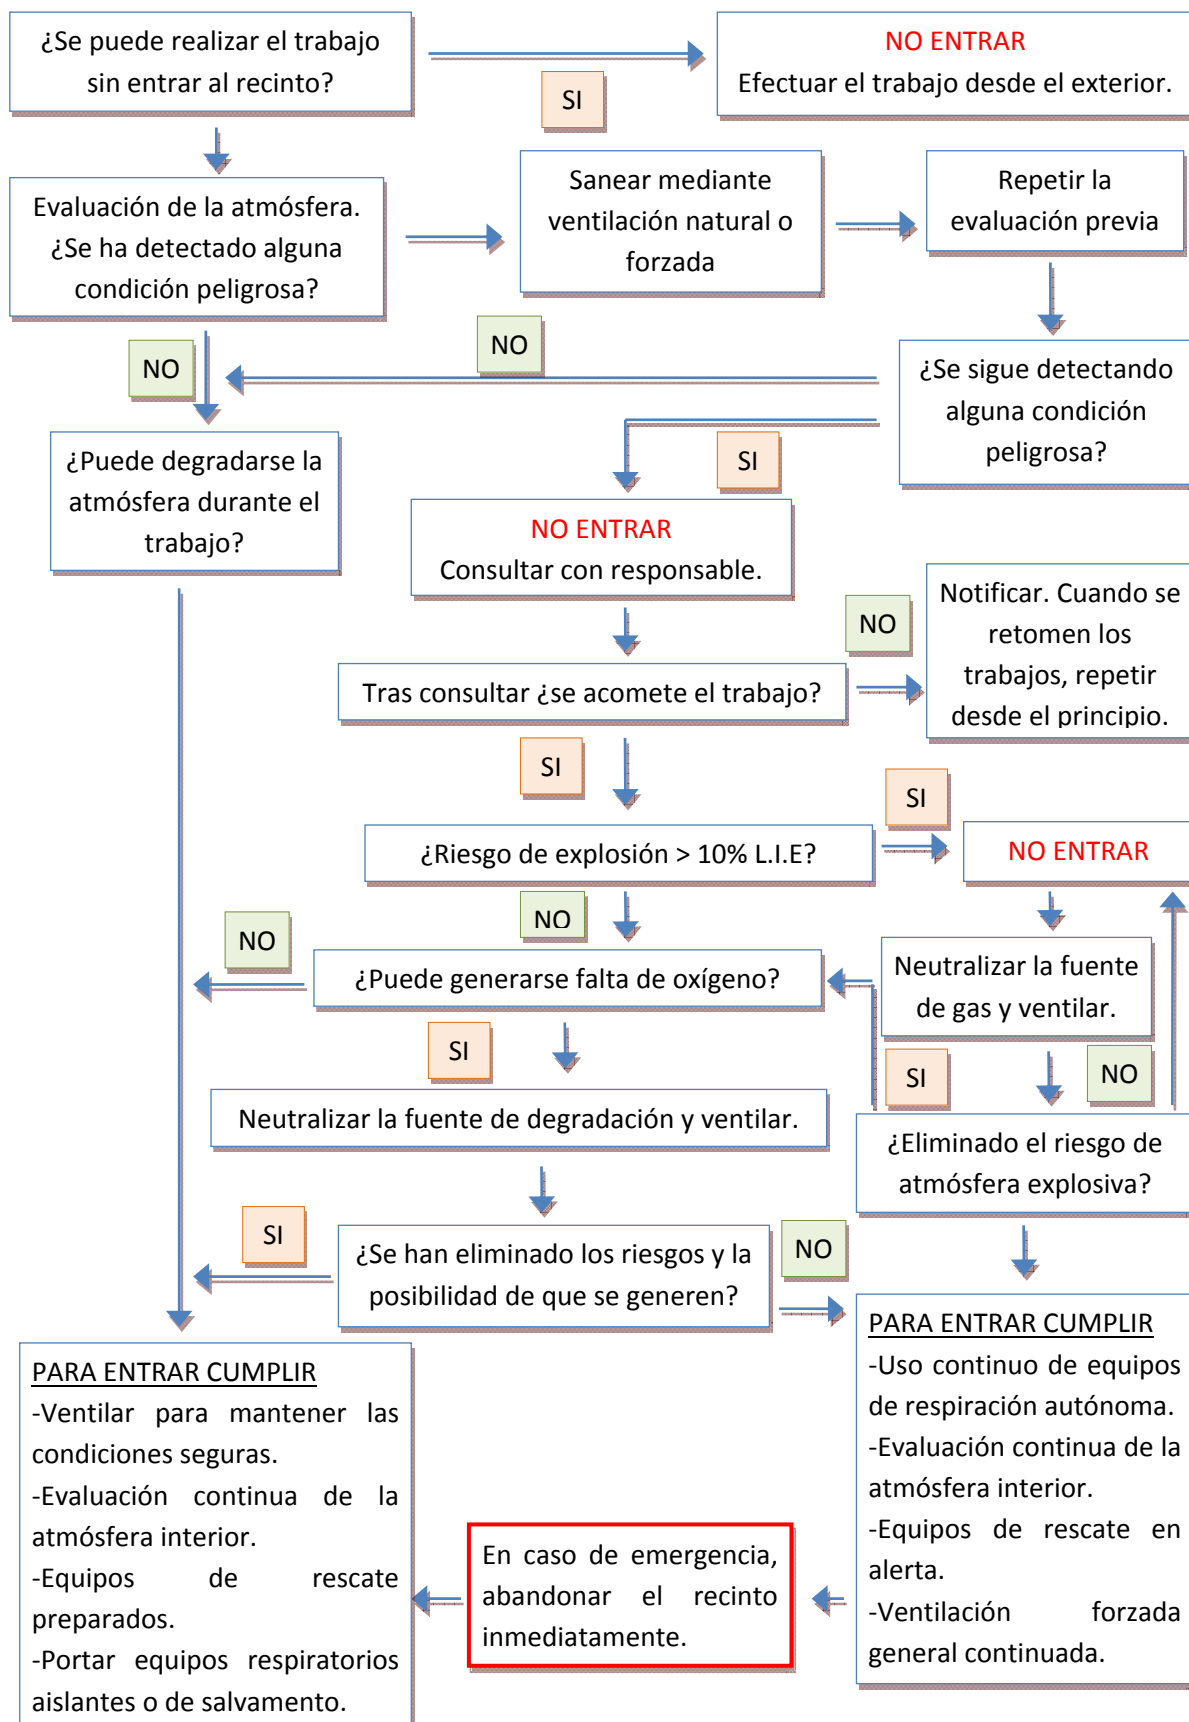 ¿Se puede realizar el trabajo
sin entrar al recinto?
SI
NO ENTRAR
Efectuar el trabajo desde el exterior.
Evaluación de la atmósfera.
¿Se ha detectado alguna
condición peligrosa?
Sanear mediante
ventilación natural o
forzada
Repetir la
evaluación previa
NO
NO
¿Se sigue detectando
alguna condición
peligrosa?
SI
¿Puede degradarse la
atmósfera durante el
trabajo?
NO ENTRAR
Consultar con responsable.
NO
Notificar. Cuando se
retomen los
trabajos, repetir
desde el principio.
Tras consultar ¿se acomete el trabajo?
SI
SI
¿Riesgo de explosión > 10% L.I.E?
NO ENTRAR
NO
NO
¿Puede generarse falta de oxígeno?
Neutralizar la fuente
de gas y ventilar.
SI
SI
NO
Neutralizar la fuente de degradación y ventilar.
¿Eliminado el riesgo de
atmósfera explosiva?
SI
¿Se han eliminado los riesgos y la
posibilidad de que se generen?
NO
PARA ENTRAR CUMPLIR
-Ventilar para mantener las
condiciones seguras.
-Evaluación continua de la
atmósfera interior.
-Equipos de rescate
preparados.
-Portar equipos respiratorios
aislantes o de salvamento.
En caso de emergencia,
abandonar el recinto
inmediatamente.
PARA ENTRAR CUMPLIR
-Uso continuo de equipos
de respiración autónoma.
-Evaluación continua de la
atmósfera interior.
-Equipos de rescate en
alerta.
-Ventilación forzada
general continuada.